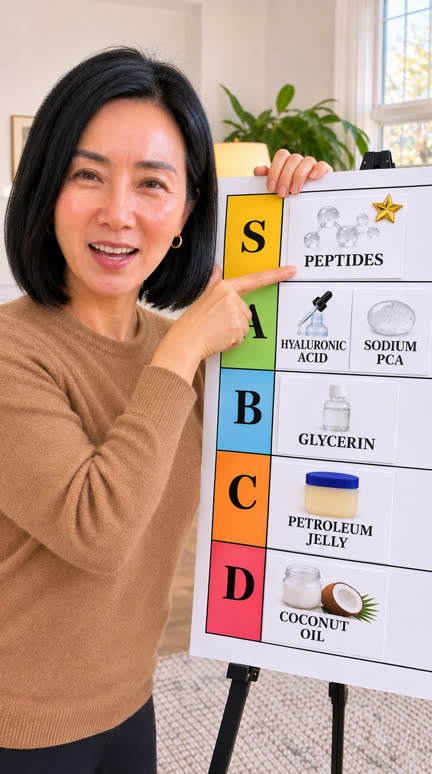 S
PEPTIDES
A
HYALURONIC
ACID
SODIUM
PCA
B
GLYCERIN
C
PETROLEUM
JELLY
D
COCONUT
OIL